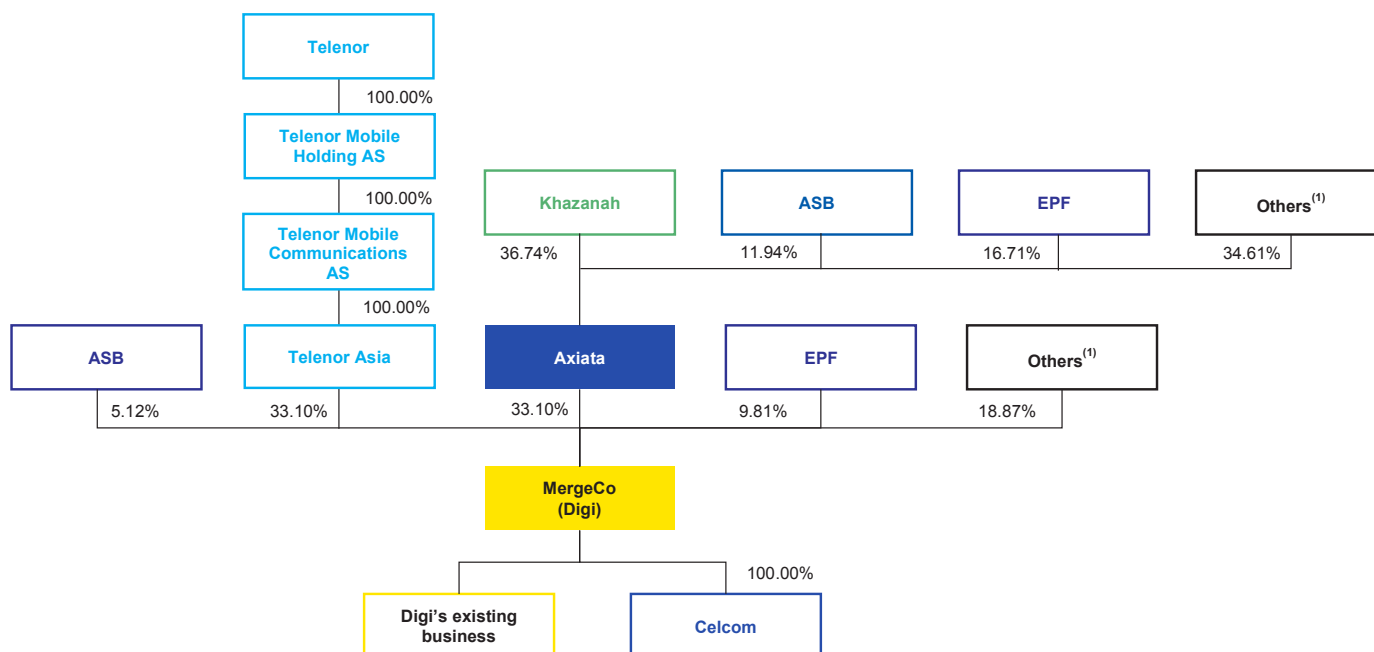 Telenor
100.00%
Telenor Mobile
Holding AS
100.00%
Telenor Mobile
Communications
AS
100.00%
Khazanah
ASB
EPF
Others(1)
36.74%
11.94%
16.71%
34.61%
ASB
Telenor Asia
Axiata
EPF
Others(1)
5.12%
33.10%
33.10%
9.81%
18.87%
MergeCo
(Digi)
100.00%
Digi’s existing
business
Celcom